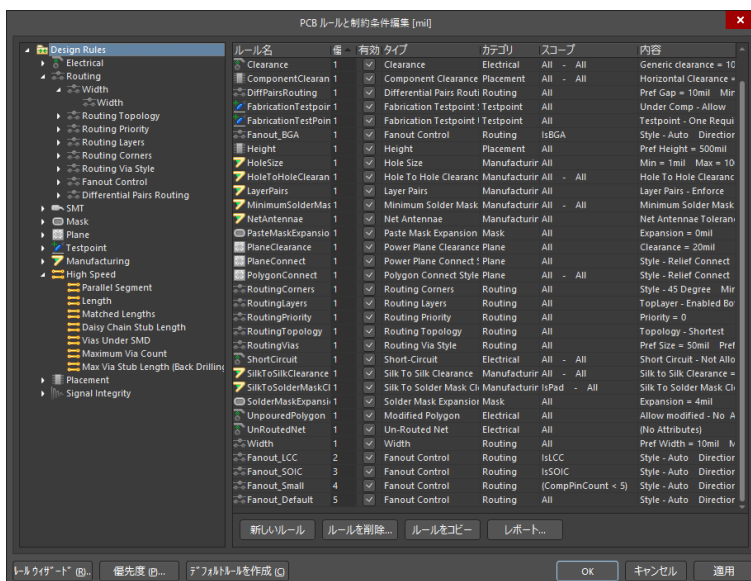 PCB ルールと制約条件編集 [mil]
Design Rules
Electrical
Routing
Width
Width
Routing Topology
Routing Priority
Routing Layers
Routing Corners
Routing Via Style
Fanout Control
Differential Pairs Routing
SMT
Mask
Plane
Testpoint
Manufacturing
High Speed
Parallel Segment
Length
Matched Lengths
Daisy Chain Stub Length
Vias Under SMD
Maximum Via Count
Max Via Stub Length (Back Drilling
Placement
Signal Integrity
ルール名 優 有効 タイプ カテゴリ スコープ 内容
Clearance 1 Clearance Electrical All - All Generic clearance = 10
ComponentClearan 1 Component Clearance Placement All - All Horizontal Clearance =
DiffPairsRouting 1 Differential Pairs Routi Routing All Pref Gap = 10mil Mir
FabricationTestpoir 1 Fabrication Testpoint Testpoint All Under Comp - Allow
FabricationTestPoin 1 Fabrication Testpoint Testpoint All Testpoint - One Requi
Fanout_BGA 1 Fanout Control Routing IsBGA Style - Auto Direction
Height 1 Height Placement All Pref Height = 500mil
HoleSize 1 Hole Size Manufacturir All Min = 1mil Max = 10
HoleToHoleClearan 1 Hole To Hole Clearanc Manufacturir All - All Hole To Hole Clearanc
LayerPairs 1 Layer Pairs Manufacturir All Layer Pairs - Enforce
MinimumSolderMas 1 Minimum Solder Mask Manufacturir All - All Minimum Solder Mask
NetAntennae 1 Net Antennae Manufacturir All Net Antennae Toleran
PasteMaskExpansio 1 Paste Mask Expansion Mask All Expansion = 0mil
PlaneClearance 1 Power Plane Clearance Plane All Clearance = 20mil
PlaneConnect 1 Power Plane Connect Plane All Style - Relief Connect
PolygonConnect 1 Polygon Connect Style Plane All - All Style - Relief Connect
RoutingCorners 1 Routing Corners Routing All Style - 45 Degree Mir
RoutingLayers 1 Routing Layers Routing All TopLayer - Enabled Bo
RoutingPriority 1 Routing Priority Routing All Priority = 0
RoutingTopology 1 Routing Topology Routing All Topology - Shortest
RoutingVias 1 Routing Via Style Routing All Pref Size = 50mil Pref
ShortCircuit 1 Short-Circuit Electrical All - All Short Circuit - Not Allo
SilkToSilkClearance 1 Silk To Silk Clearance Manufacturir All - All Silk to Silk Clearance =
SilkToSolderMaskCl 1 Silk To Solder Mask Cl Manufacturir IsPad - All Silk To Solder Mask Cl
SolderMaskExpansi 1 Solder Mask Expansion Mask All Expansion = 4mil
UnpouredPolygon 1 Modified Polygon Electrical All Allow modified - No A
UnRoutedNet 1 Un-Routed Net Electrical All (No Attributes)
Width 1 Width Routing All Pref Width = 10mil M
Fanout_LCC 2 Fanout Control Routing IsLCC Style - Auto Direction
Fanout_SOIC 3 Fanout Control Routing IsSOIC Style - Auto Direction
Fanout_Small 4 Fanout Control Routing (CompPinCount < 5) Style - Auto Direction
Fanout_Default 5 Fanout Control Routing All Style - Auto Direction
新しいルール ルールを削除... ルールをコピー レポート...
ルール ウィザード (R)... 優先度 (P)... デフォルトルールを作成 (C) OK キャンセル 適用